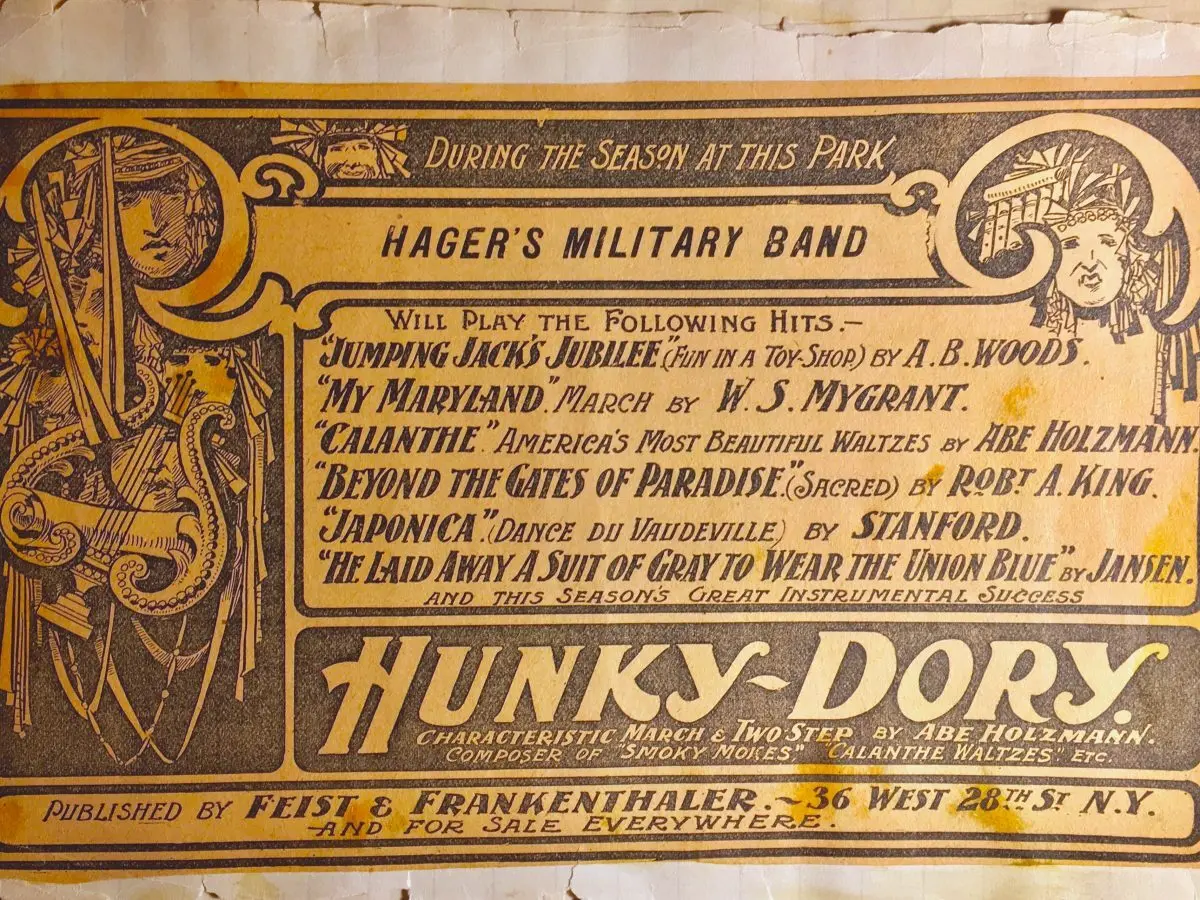 DURING THE SEASON AT THIS PARK
HAGER'S MILITARY BAND
WILL PLAY THE FOLLOWING HITS.—
"JUMPING JACK'S JUBILEE." (FUN IN A TOY-SHOP) BY A. B. WOODS.
"MY MARYLAND." MARCH BY W. S. MYGRANT.
"CALANTHE." AMERICA'S MOST BEAUTIFUL WALTZES BY ABE HOLZMANN.
"BEYOND THE GATES OF PARADISE." (SACRED) BY ROBT A. KING.
"JAPONICA." (DANCE DU VAUDEVILLE) BY STANFORD.
"HE LAID AWAY A SUIT OF GRAY TO WEAR THE UNION BLUE" BY JANSEN.
AND THIS SEASON'S GREAT INSTRUMENTAL SUCCESS
HUNKY-DORY.
CHARACTERISTIC MARCH & TWO STEP BY ABE HOLZMANN.
COMPOSER OF "SMOKY MOKES," "CALANTHE WALTZES" ETC.
PUBLISHED BY FEIST & FRANKENTHALER.~36 WEST 28TH ST N.Y.
—AND FOR SALE EVERYWHERE.